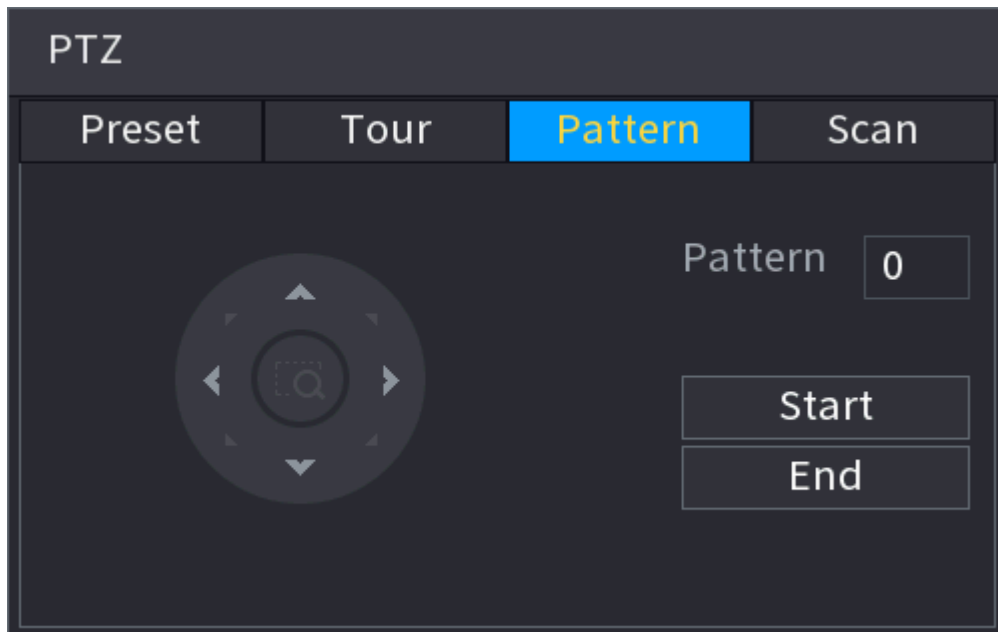 PTZ
Preset Tour Pattern Scan
Pattern 0
Start
End